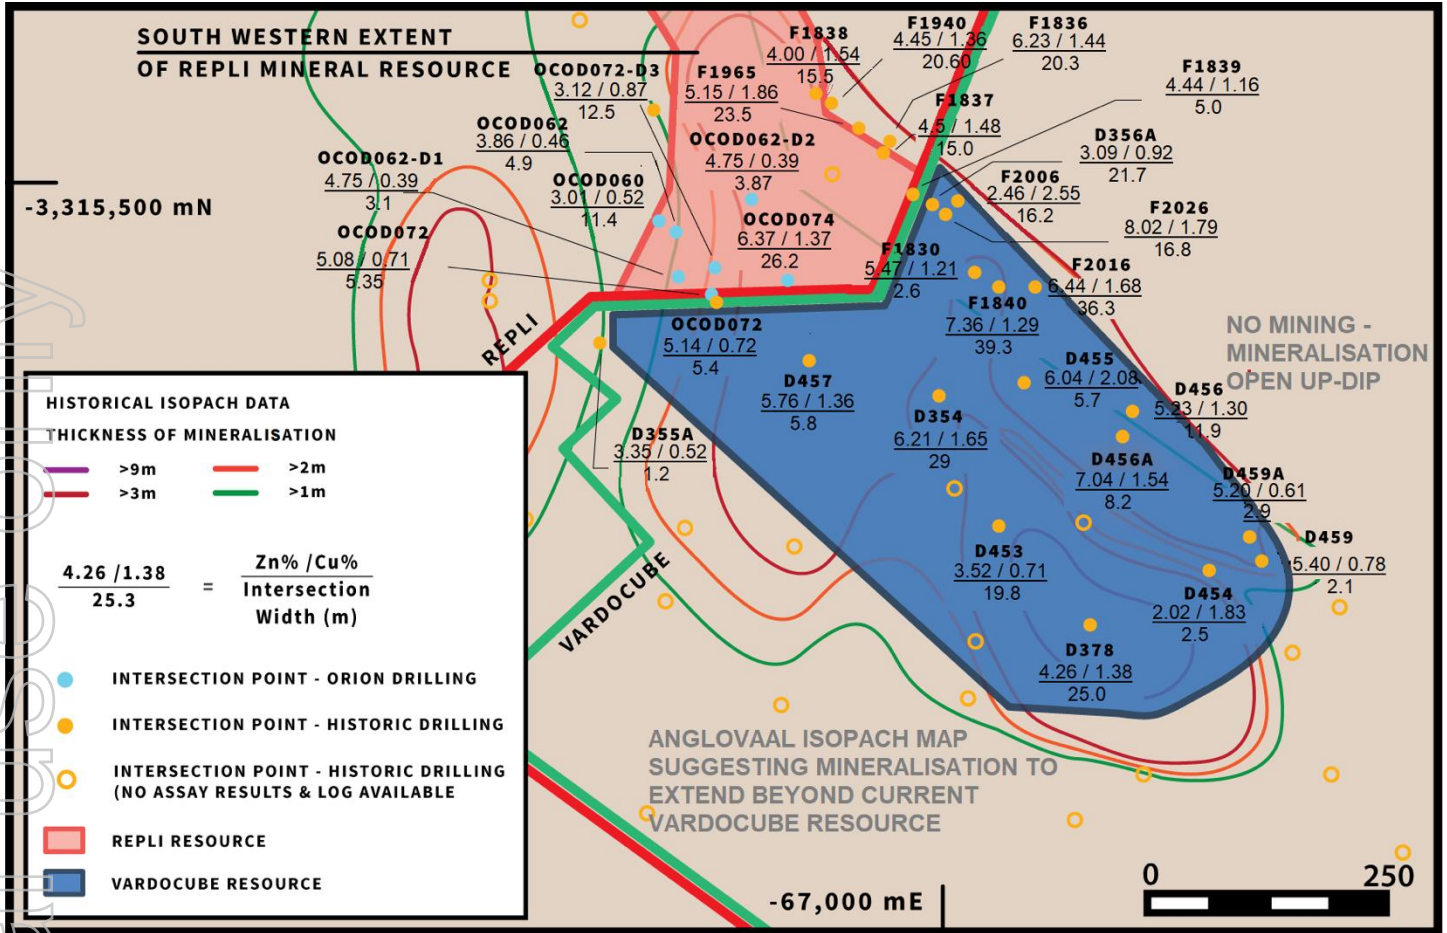 SOUTH WESTERN EXTENT
OF REPLI MINERAL RESOURCE
F1838
4.00 / 1.54
15.5
F1940
4.45 / 1.36
20.60
F1836
6.23 / 1.44
20.3
OCOD072-D3
3.12 / 0.87
12.5
F1965
5.15 / 1.86
23.5
F1839
4.44 / 1.16
5.0
F1837
4.5 / 1.48
15.0
OCOD062
3.86 / 0.46
4.9
OCOD062-D2
4.75 / 0.39
3.87
D356A
3.09 / 0.92
21.7
OCOD062-D1
4.75 / 0.39
3.1
OCOD060
3.01 / 0.52
11.4
F2006
2.46 / 2.55
16.2
-3,315,500 mN
OCOD074
6.37 / 1.37
26.2
F2026
8.02 / 1.79
16.8
OCOD072
5.08 / 0.71
5.35
F1830
5.47 / 1.21
2.6
F2016
6.44 / 1.68
36.3
F1840
7.36 / 1.29
39.3
REPLI
OCOD072
5.14 / 0.72
5.4
NO MINING -
MINERALISATION
OPEN UP-DIP
D457
5.76 / 1.36
5.8
D455
6.04 / 2.08
5.7
D456
5.23 / 1.30
11.9
D354
6.21 / 1.65
29
D355A
3.35 / 0.52
1.2
D456A
7.04 / 1.54
8.2
D459A
5.20 / 0.61
2.9
D459
5.40 / 0.78
2.1
D453
3.52 / 0.71
19.8
D454
2.02 / 1.83
2.5
VARDOCUBE
D378
4.26 / 1.38
25.0
ANGLOVAAL ISOPACH MAP
SUGGESTING MINERALISATION TO
EXTEND BEYOND CURRENT
VARDOCUBE RESOURCE
-67,000 mE
0 250
HISTORICAL ISOPACH DATA
THICKNESS OF MINERALISATION
>9m >2m
>3m >1m
4.26 /1.38 = Zn% /Cu%
25.3 Intersection
Width (m)
INTERSECTION POINT - ORION DRILLING
INTERSECTION POINT - HISTORIC DRILLING
INTERSECTION POINT - HISTORIC DRILLING
(NO ASSAY RESULTS & LOG AVAILABLE
REPLI RESOURCE
VARDOCUBE RESOURCE